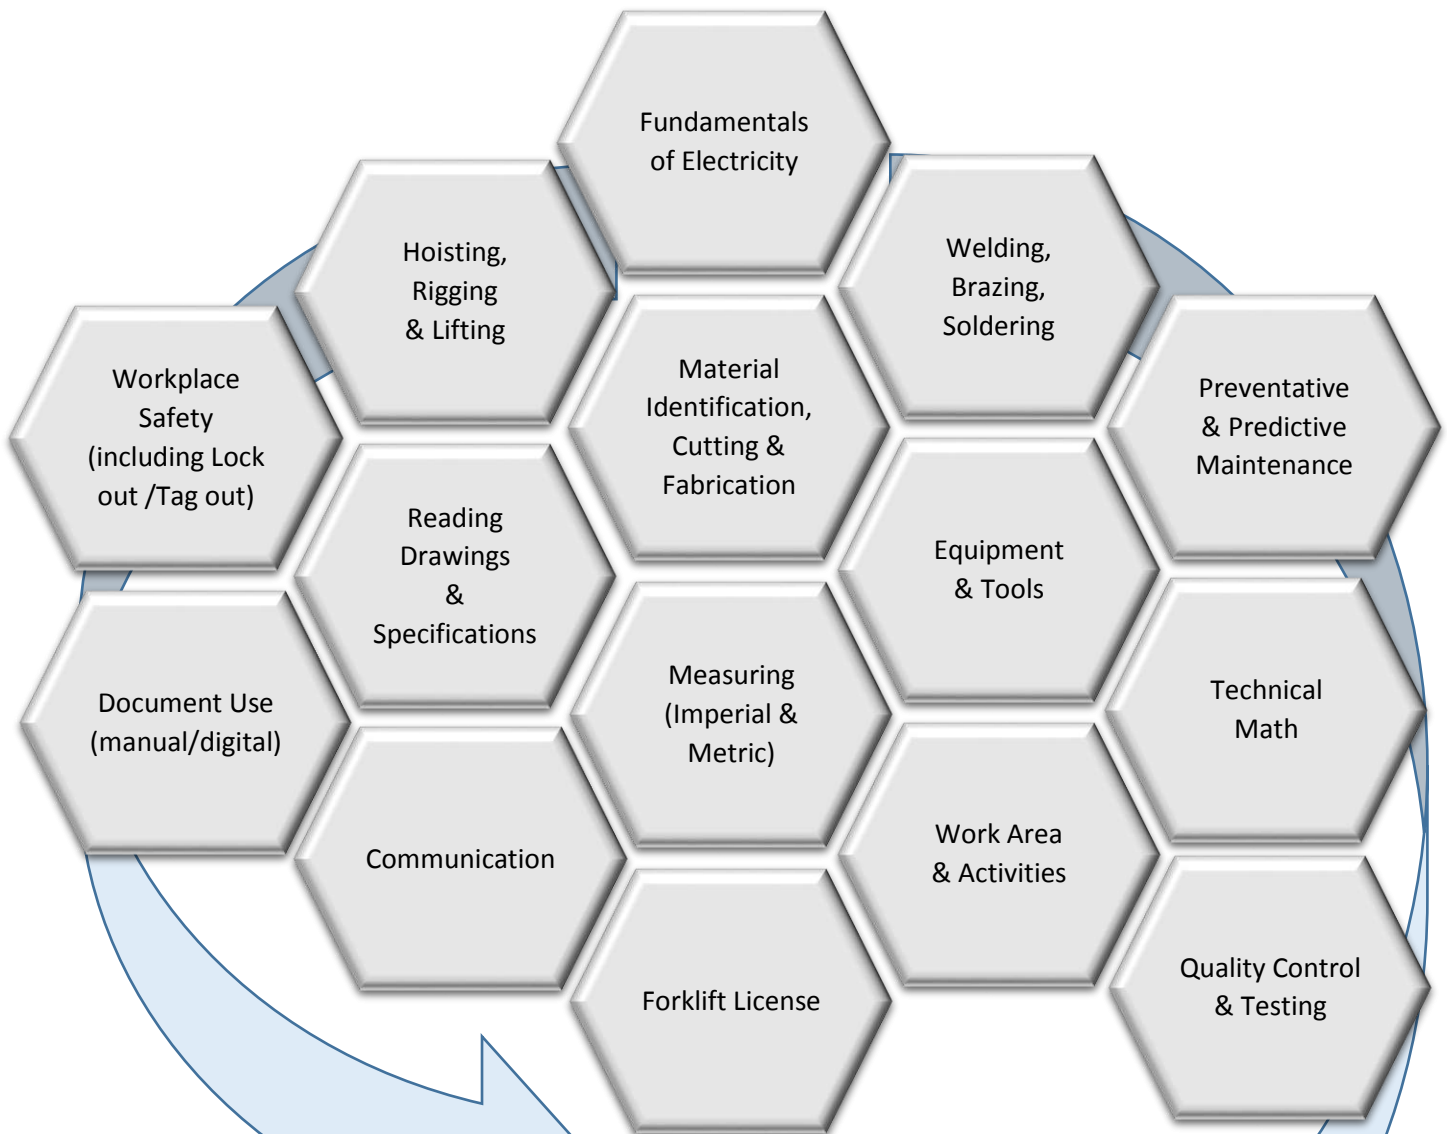 Fundamentals
of Electricity
Hoisting,
Rigging
& Lifting
Welding,
Brazing,
Soldering
Workplace
Safety
(including Lock
out /Tag out)
Material
Identification,
Cutting &
Fabrication
Preventative
& Predictive
Maintenance
Reading
Drawings
&
Specifications
Equipment
& Tools
Document Use
(manual/digital)
Measuring
(Imperial &
Metric)
Technical
Math
Communication
Work Area
& Activities
Forklift License
Quality Control
& Testing